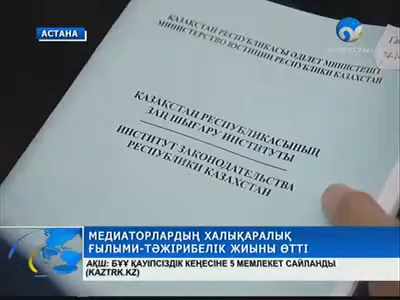 АСТАНА
ҚАЗАҚСТАН
ҚАЗАҚСТАН РЕСПУБЛИКАСЫ ӘДІЛЕТ МИНИСТРЛІГІ
МИНИСТЕРСТВО ЮСТИЦИИ РЕСПУБЛИКИ КАЗАХСТАН
ҚАЗАҚСТАН РЕСПУБЛИКАСЫНЫҢ
ЗАҢ ШЫҒАРУ ИНСТИТУТЫ
ИНСТИТУТ ЗАКОНОДАТЕЛЬСТВА
РЕСПУБЛИКИ КАЗАХСТАН
МЕДИАТОРЛАРДЫҢ ХАЛЫҚАРАЛЫҚ
ҒЫЛЫМИ-ТӘЖІРИБЕЛІК ЖИЫНЫ ӨТТІ
АҚШ: БҰҰ ҚАУІПСІЗДІК КЕҢЕСІНЕ 5 МЕМЛЕКЕТ САЙЛАНДЫ
(KAZTRK.KZ)